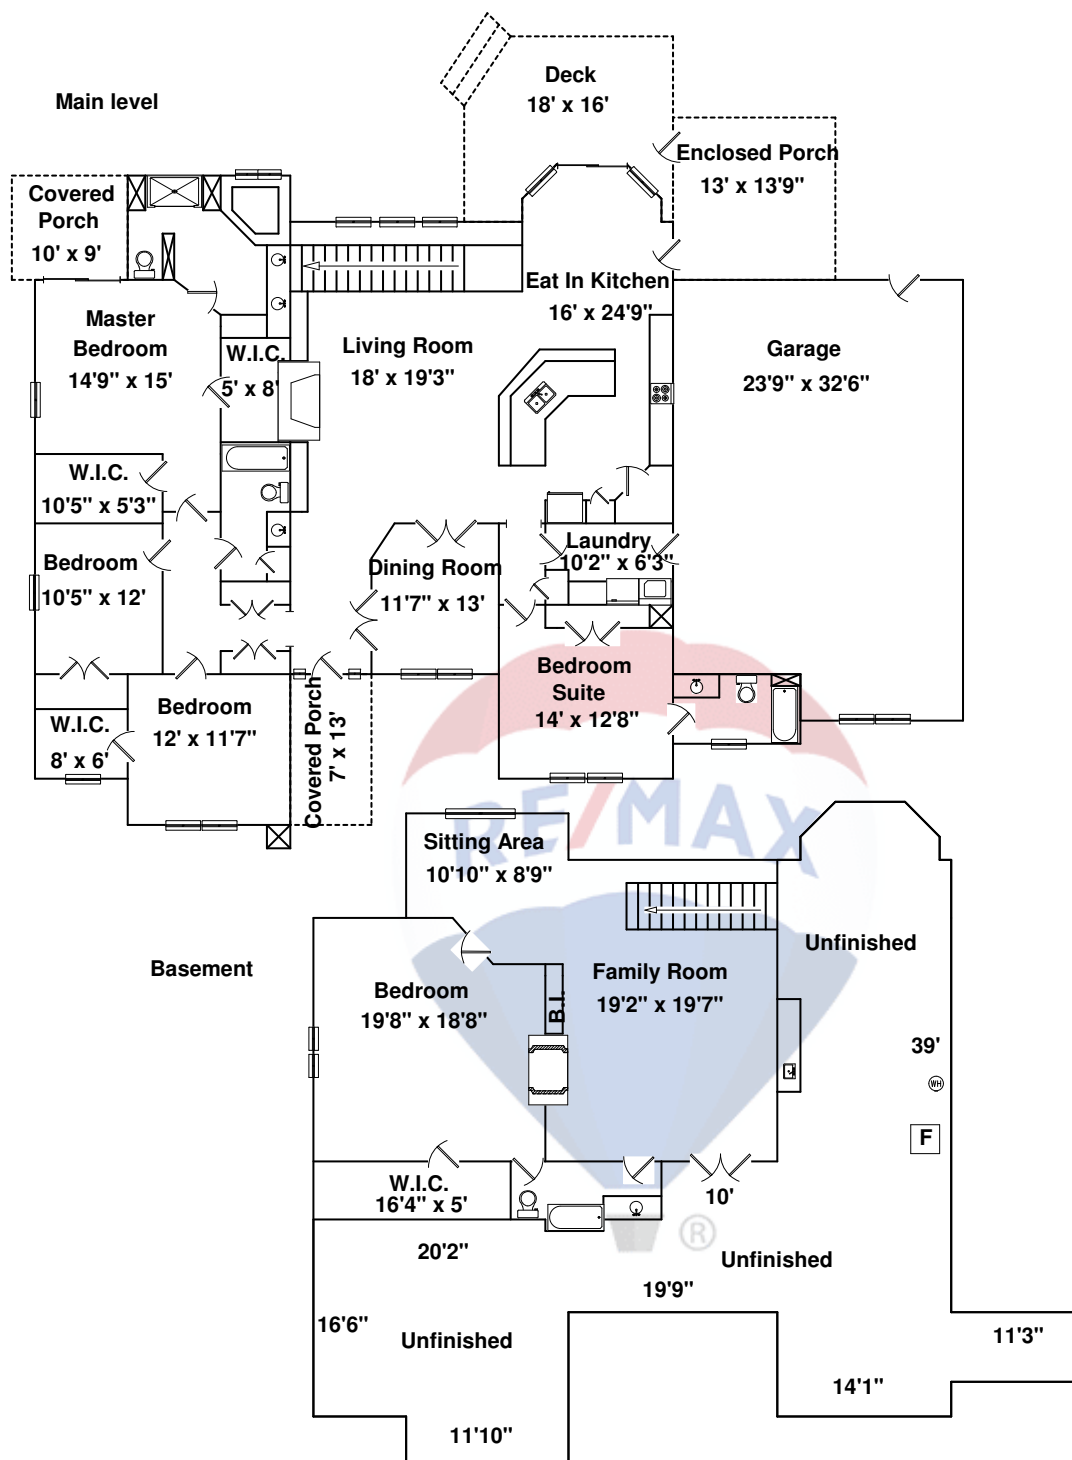 Main level
Deck
18' x 16'
Enclosed Porch
13' x 13'9"
Covered
Porch
10' x 9'
Eat In Kitchen
16' x 24'9"
Master
Bedroom
14'9" x 15'
W.I.C.
5' x 8'
Living Room
18' x 19'3"
Garage
23'9" x 32'6"
W.I.C.
10'5" x 5'3"
Bedroom
10'5" x 12'
Dining Room
11'7" x 13'
Laundry
10'2" x 6'3"
Bedroom
Suite
14' x 12'8"
Bedroom
12' x 11'7"
W.I.C.
8' x 6'
Covered Porch
7' x 13'
RE/MAX
Sitting Area
10'10" x 8'9"
Unfinished
Basement
Bedroom
19'8" x 18'8"
B.I.
Family Room
19'2" x 19'7"
39'
WH
F
W.I.C.
16'4" x 5'
10'
®
20'2"
Unfinished
19'9"
16'6"
Unfinished
11'3"
14'1"
11'10"